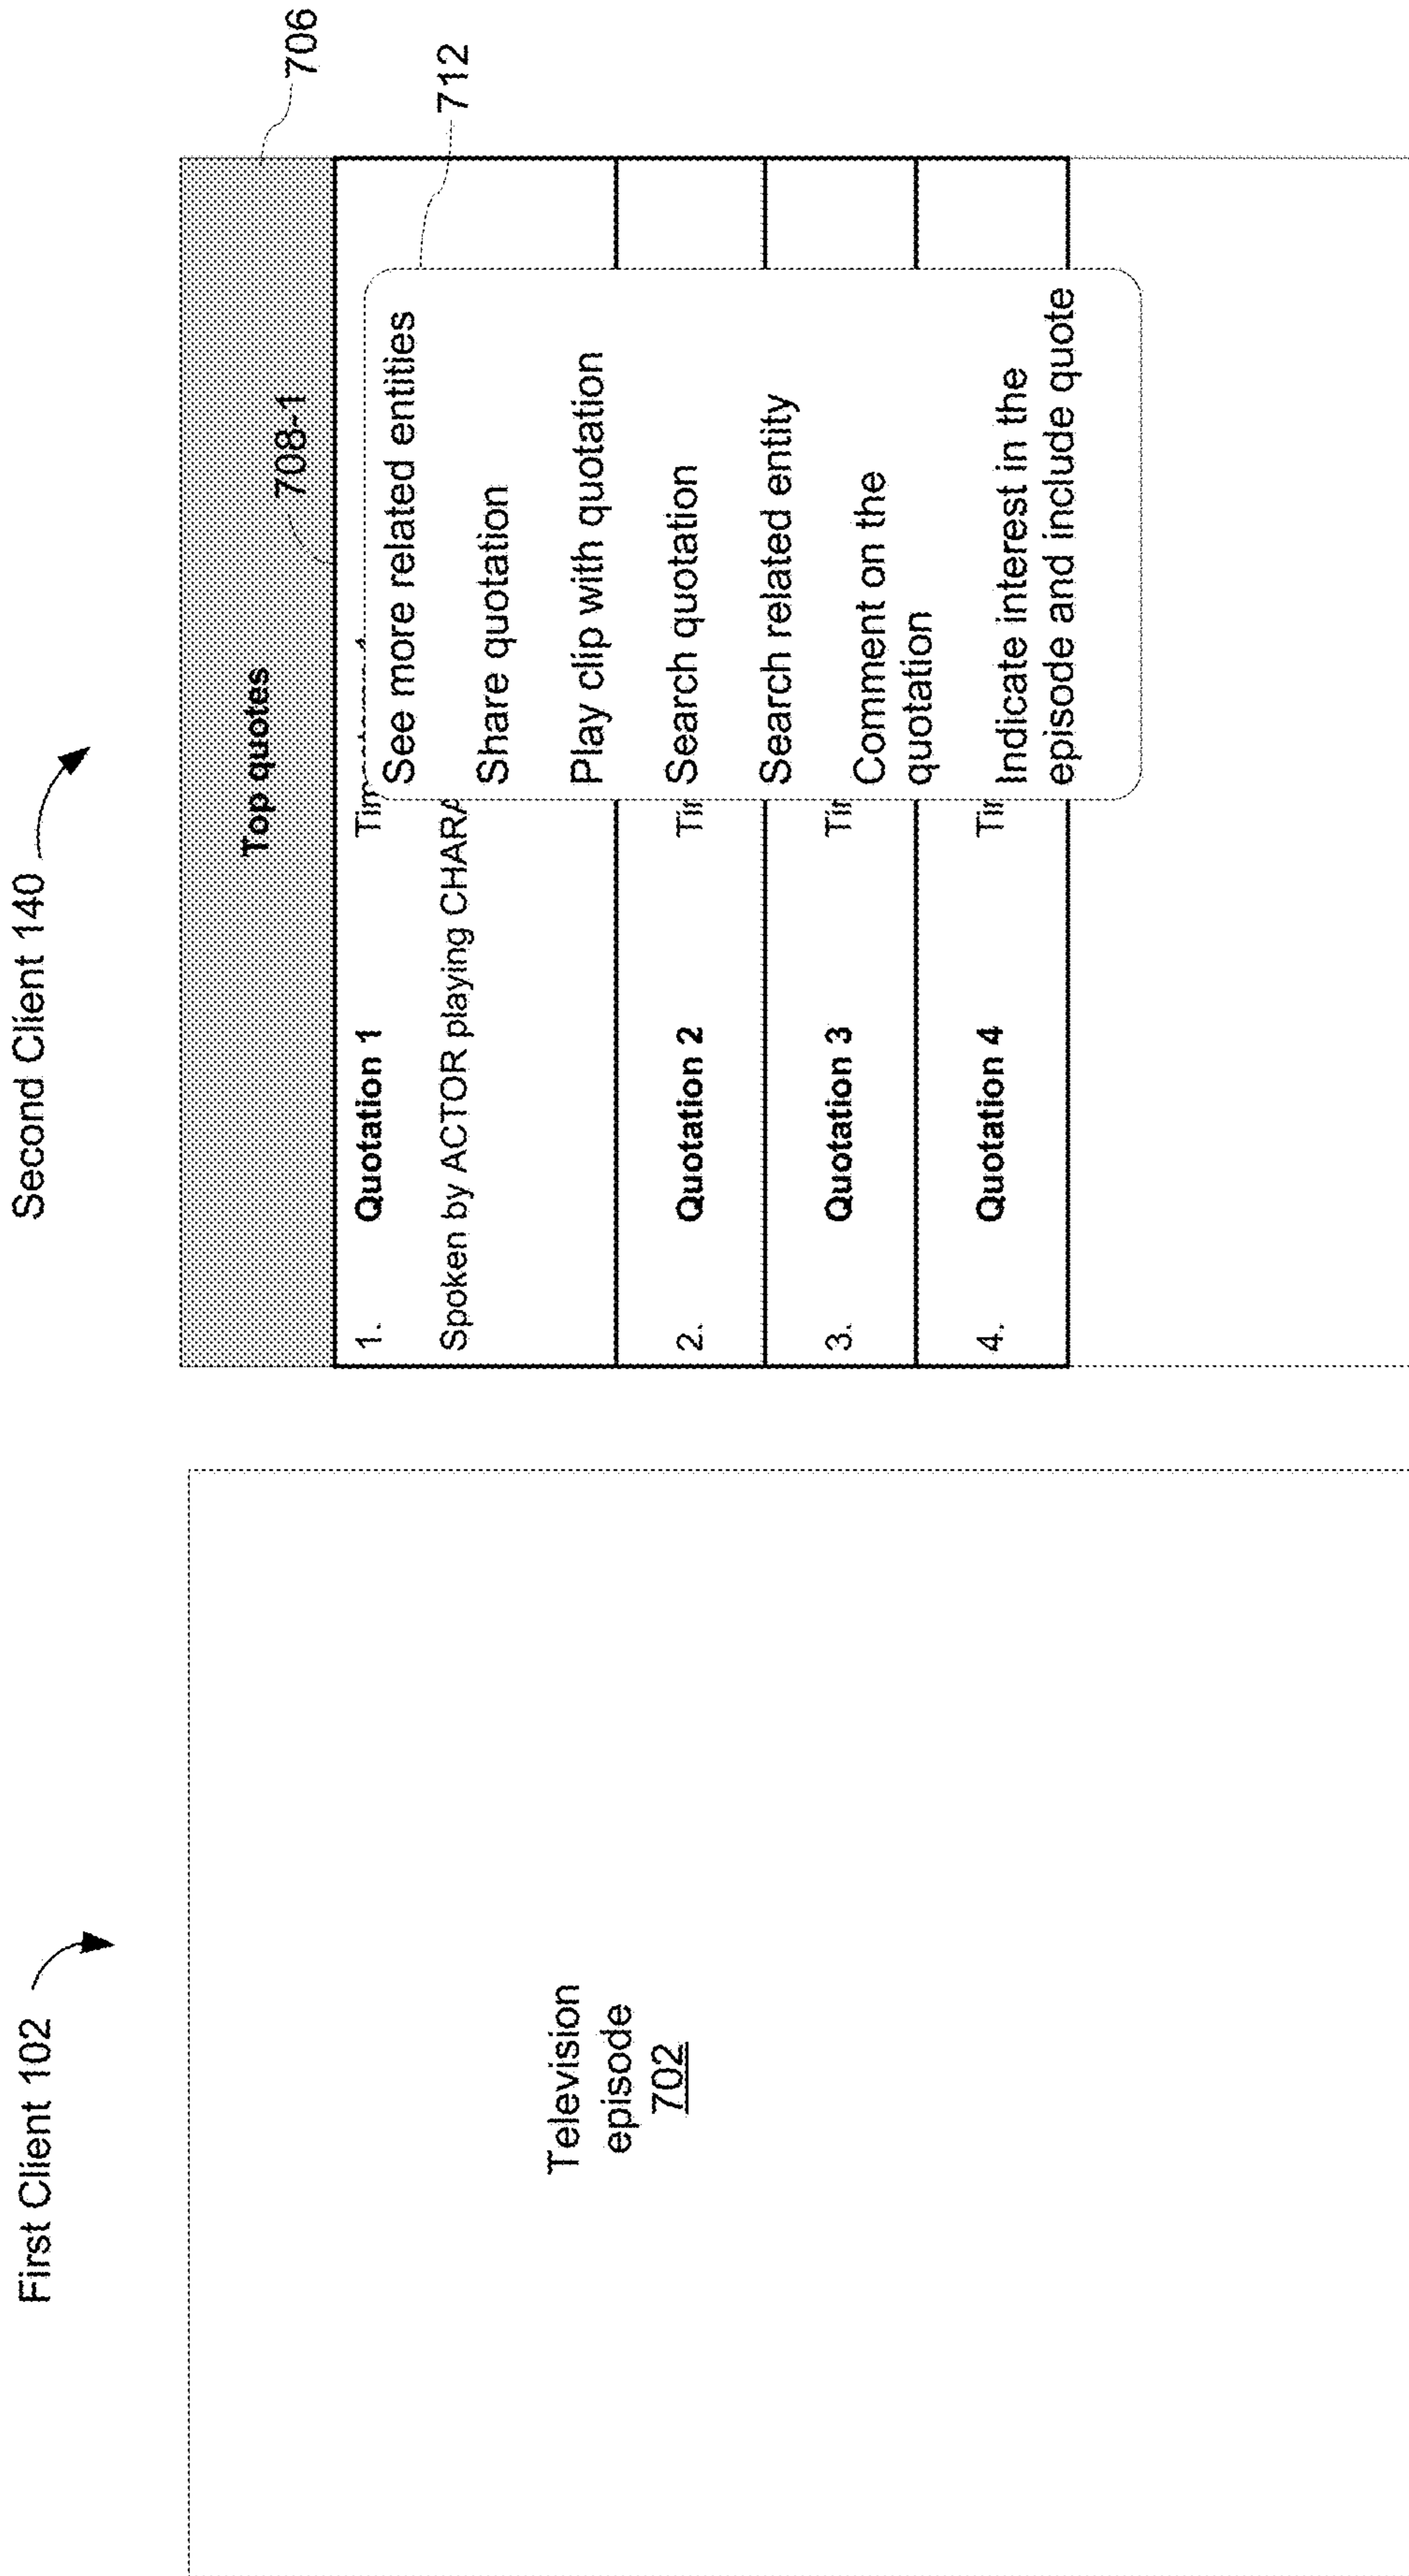 First Client 102
Second Client 140
Television
episode
702
706
Top quotes
708-1
712
1. Quotation 1
Spoken by ACTOR playing
2. Quotation 2
3. Quotation 3
4. Quotation 4
See more related entities
Share quotation
Play clip with quotation
Search quotation
Search related entity
Comment on the
quotation
Indicate interest in the
episode and include quote